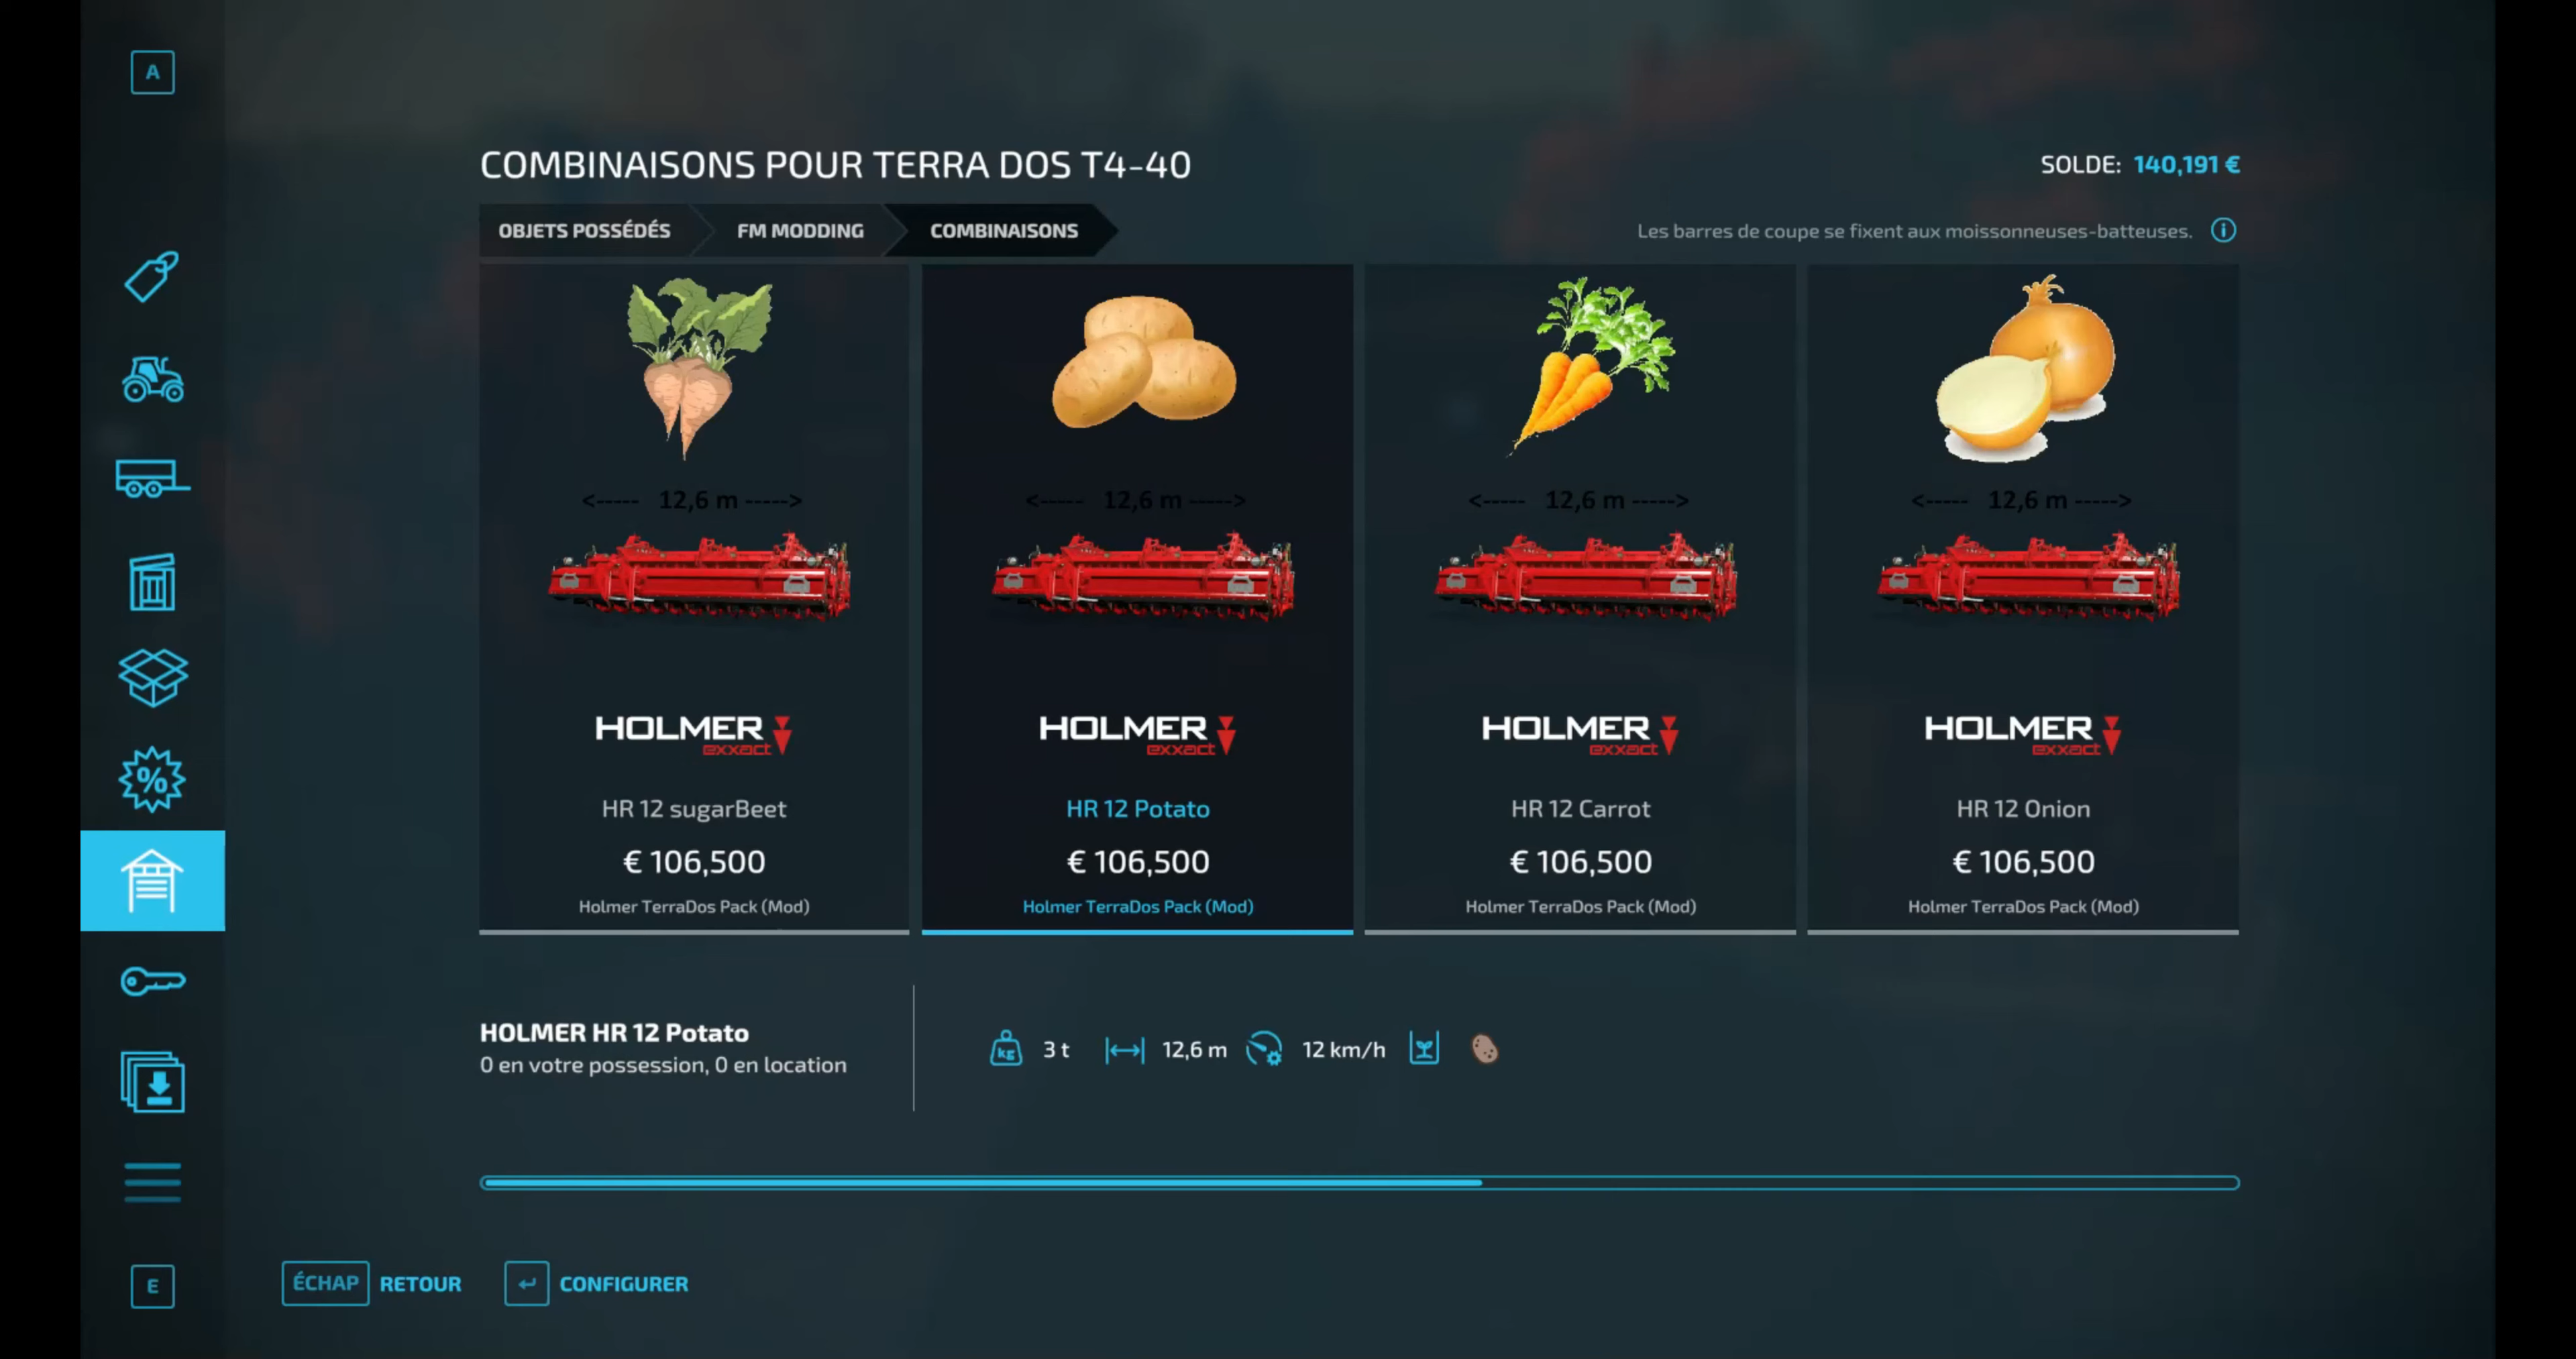 A
COMBINAISONS POUR TERRA DOS T4-40
SOLDE: 140,191 €
OBJETS POSSÉDÉS
FM MODDING
COMBINAISONS
Les barres de coupe se fixent aux moissonneuses-batteuses.
<----- 12,6 m ----->
<----- 12,6 m ----->
<----- 12,6 m ----->
<----- 12,6 m ----->
HOLMER
exxact
HOLMER
exxact
HOLMER
exxact
HOLMER
exxact
HR 12 sugarBeet
HR 12 Potato
HR 12 Carrot
HR 12 Onion
€ 106,500
€ 106,500
€ 106,500
€ 106,500
Holmer TerraDos Pack (Mod)
Holmer TerraDos Pack (Mod)
Holmer TerraDos Pack (Mod)
Holmer TerraDos Pack (Mod)
HOLMER HR 12 Potato
0 en votre possession, 0 en location
kg 3 t
12,6 m
12 km/h
E
ÉCHAP RETOUR
CONFIGURER